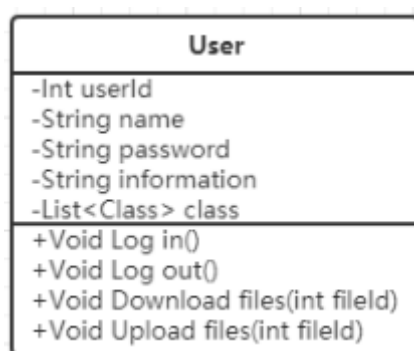 User
-Int userId
-String name
-String password
-String information
-List<Class> class
+Void Log in()
+Void Log out()
+Void Download files(int fileId)
+Void Upload files(int fileId)